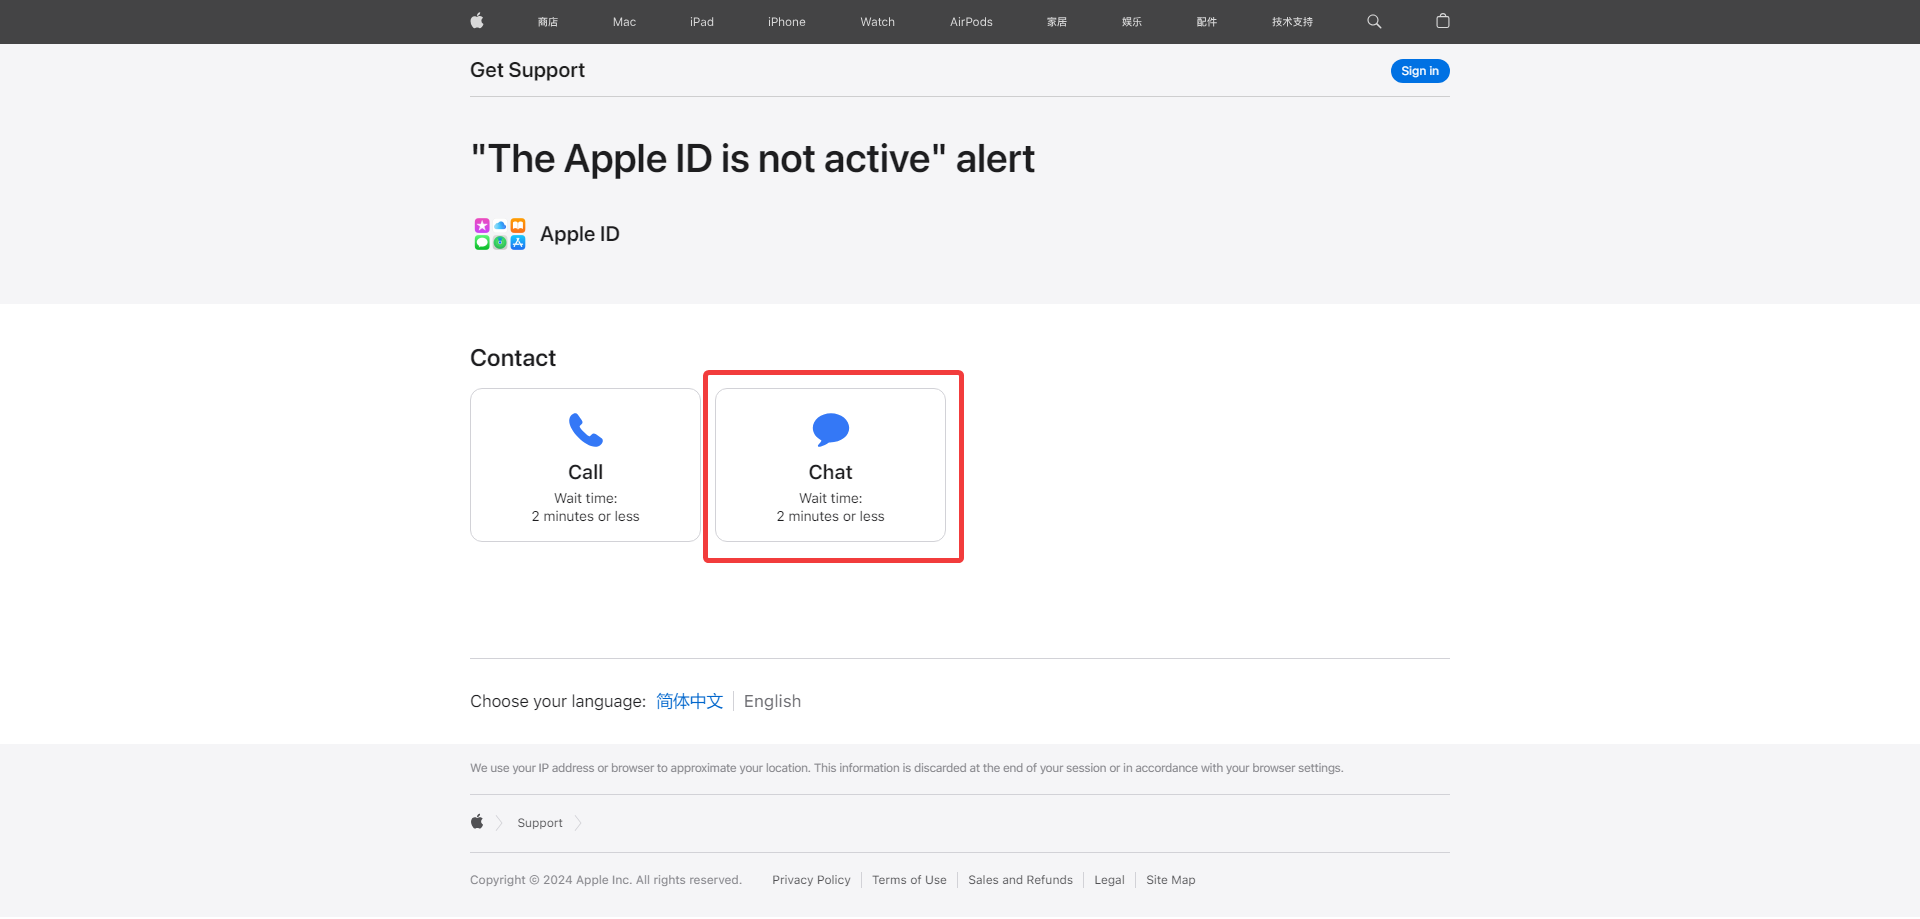 商店 Mac iPad iPhone Watch AirPods 家居 娱乐 配件 技术支持
Get Support
Sign in
"The Apple ID is not active" alert
Apple ID
Contact
Call
Wait time:
2 minutes or less
Chat
Wait time:
2 minutes or less
Choose your language: 简体中文 English
We use your IP address or browser to approximate your location. This information is discarded at the end of your session or in accordance with your browser settings.
Support
Copyright © 2024 Apple Inc. All rights reserved. Privacy Policy Terms of Use Sales and Refunds Legal Site Map